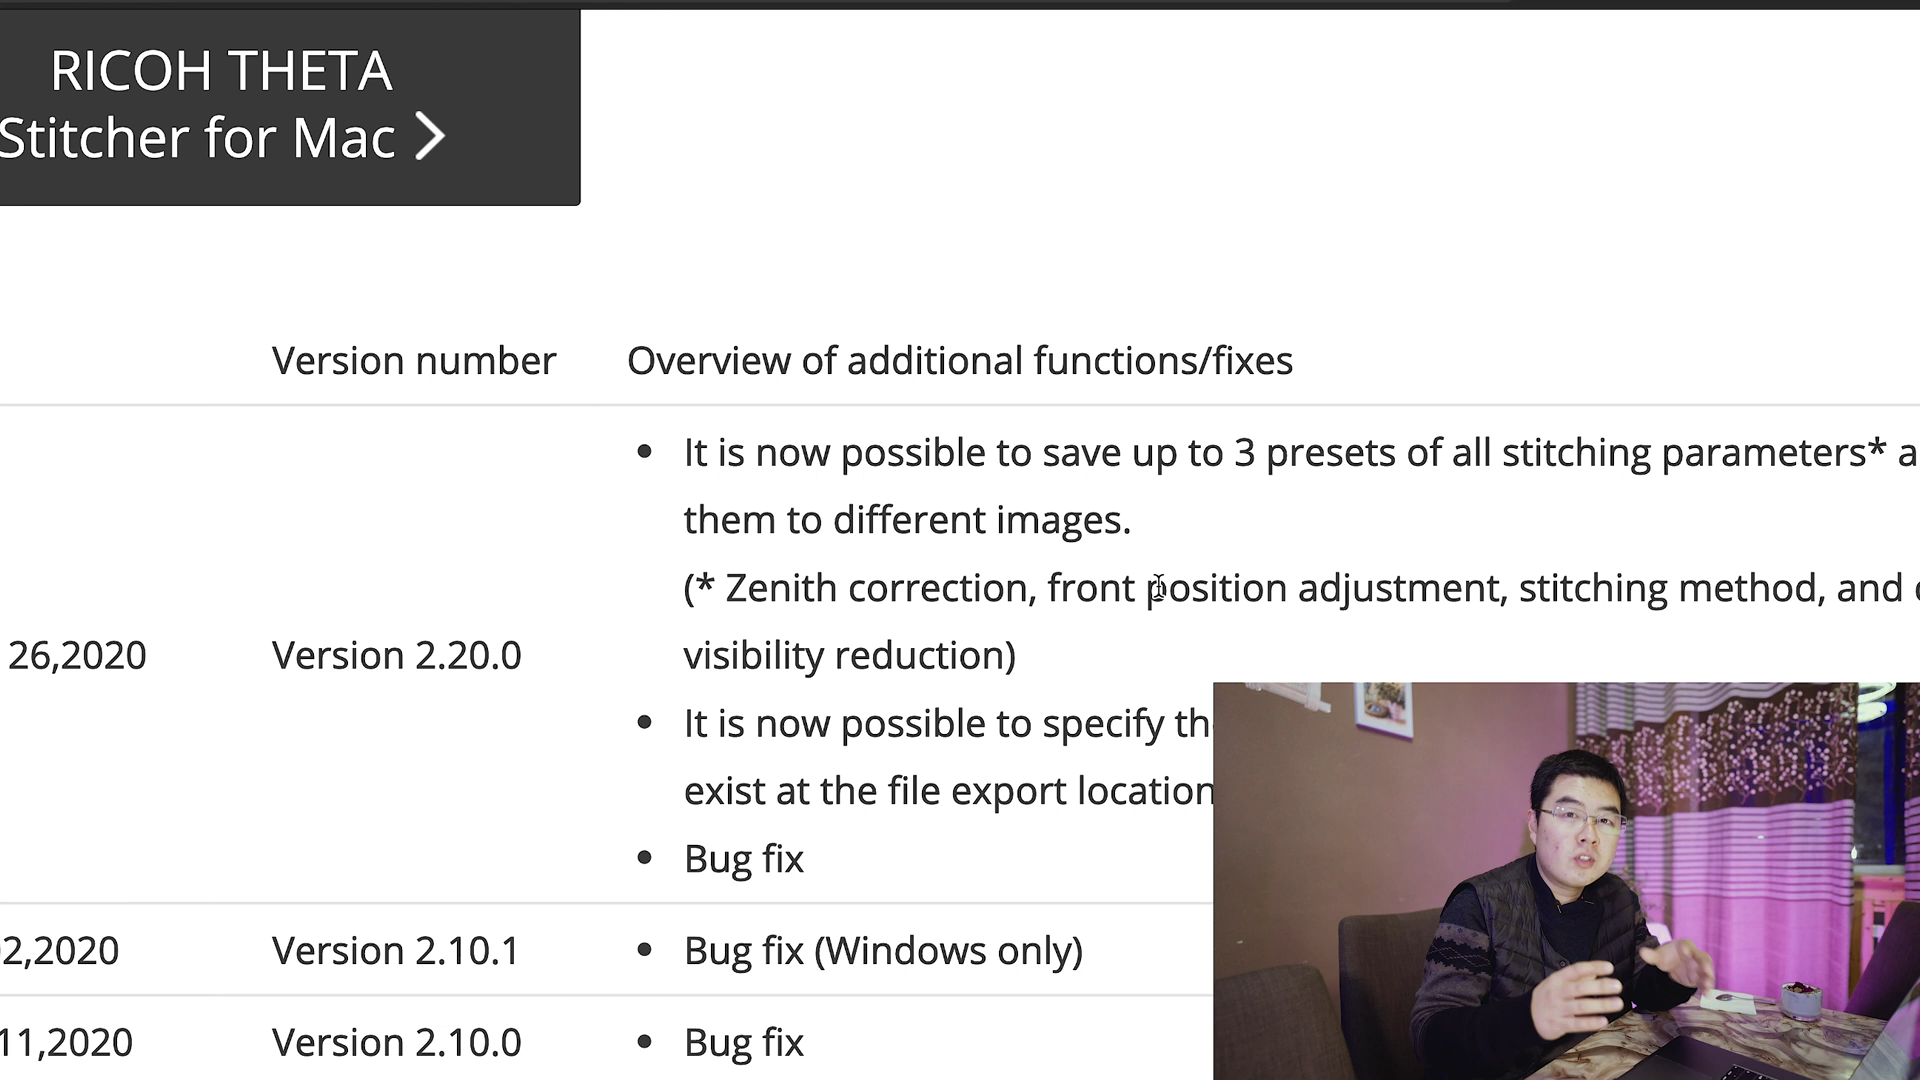 RICOH THETA
Stitcher for Mac
Version number Overview of additional functions/fixes
It is now possible to save up to 3 presets of all stitching parameters*
them to different images.
(* Zenith correction, front position adjustment, stitching method, and
26,2020 Version 2.20.0 visibility reduction)
It is now possible to specify
exist at the file export location
Bug fix
2,2020 Version 2.10.1 Bug fix (Windows only)
11,2020 Version 2.10.0 Bug fix